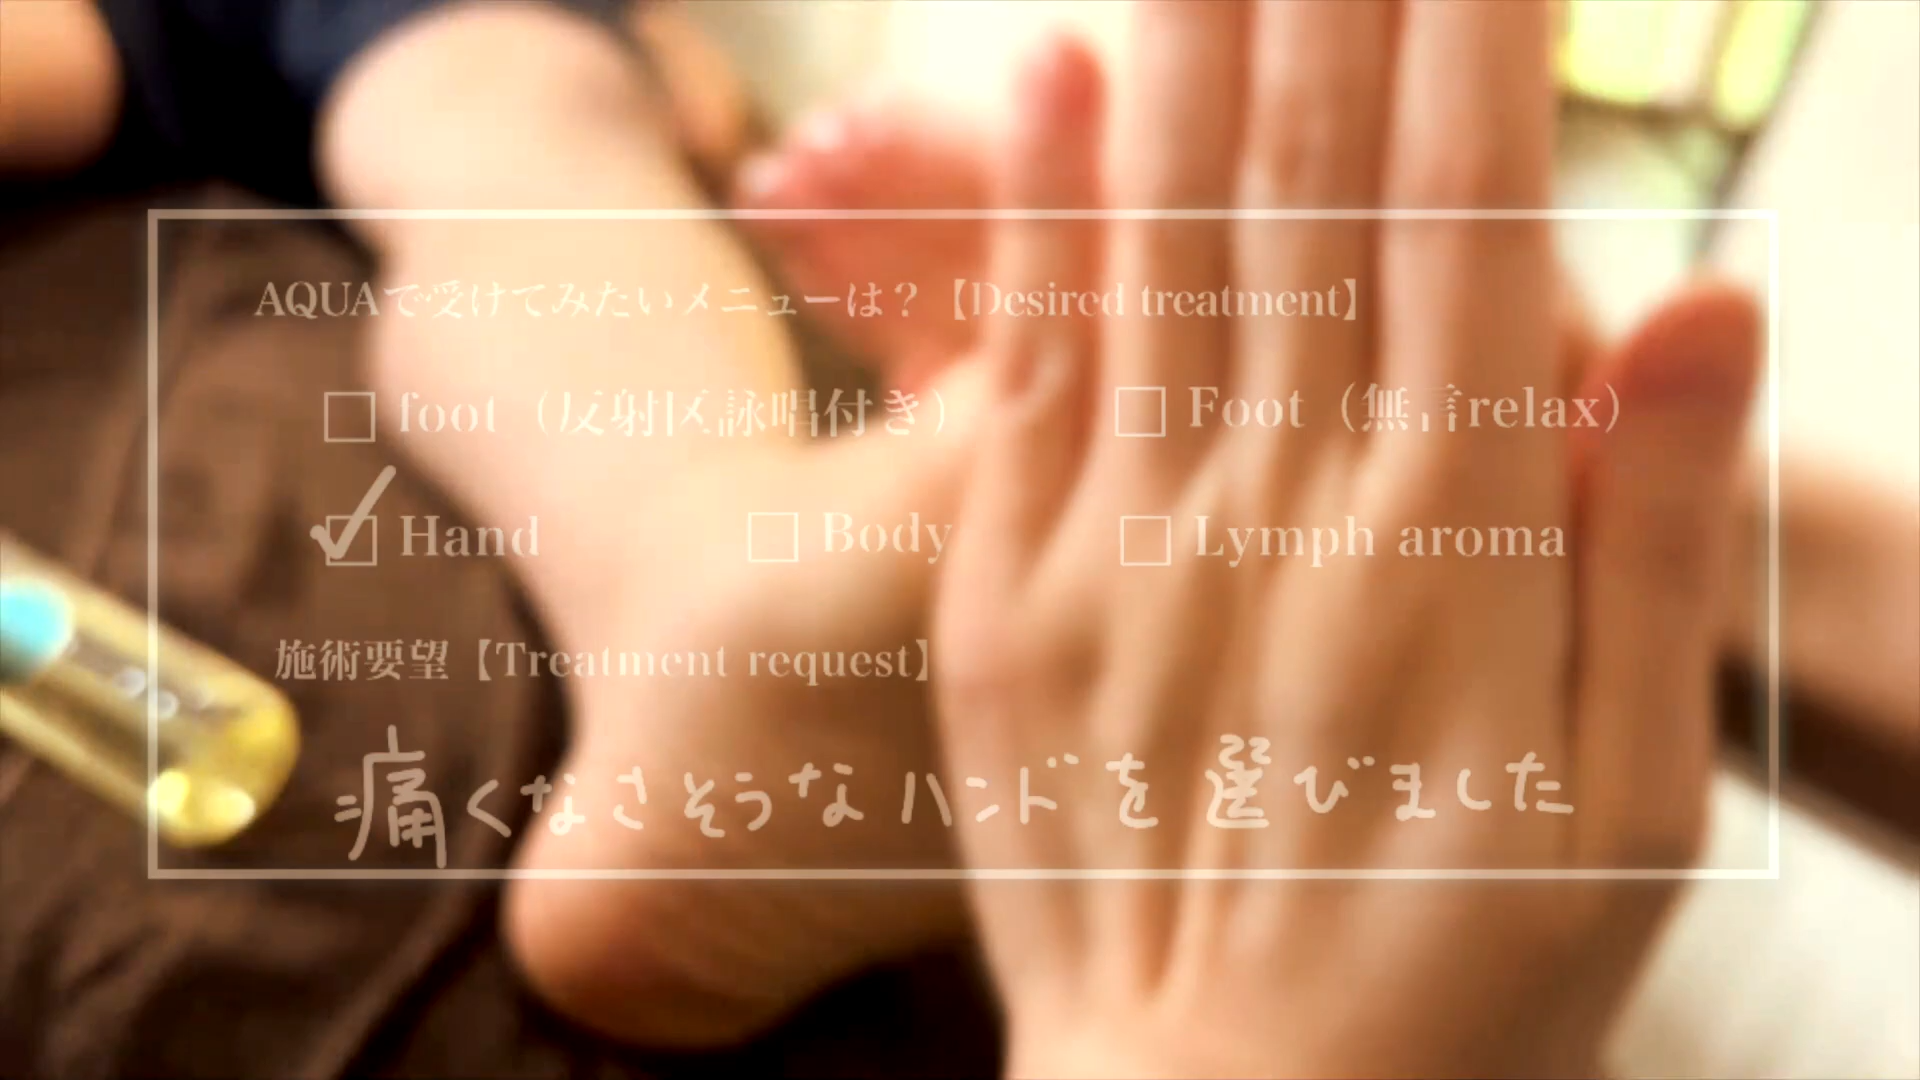 AQUAで受けてみたいメニューは？【Desired treatment】
□ foot（反射区詠唱付き） □ Foot（無言relax）
☑ Hand □ Body □ Lymph aroma
施術要望【Treatment request】
痛くなさそうなハンドを選びました